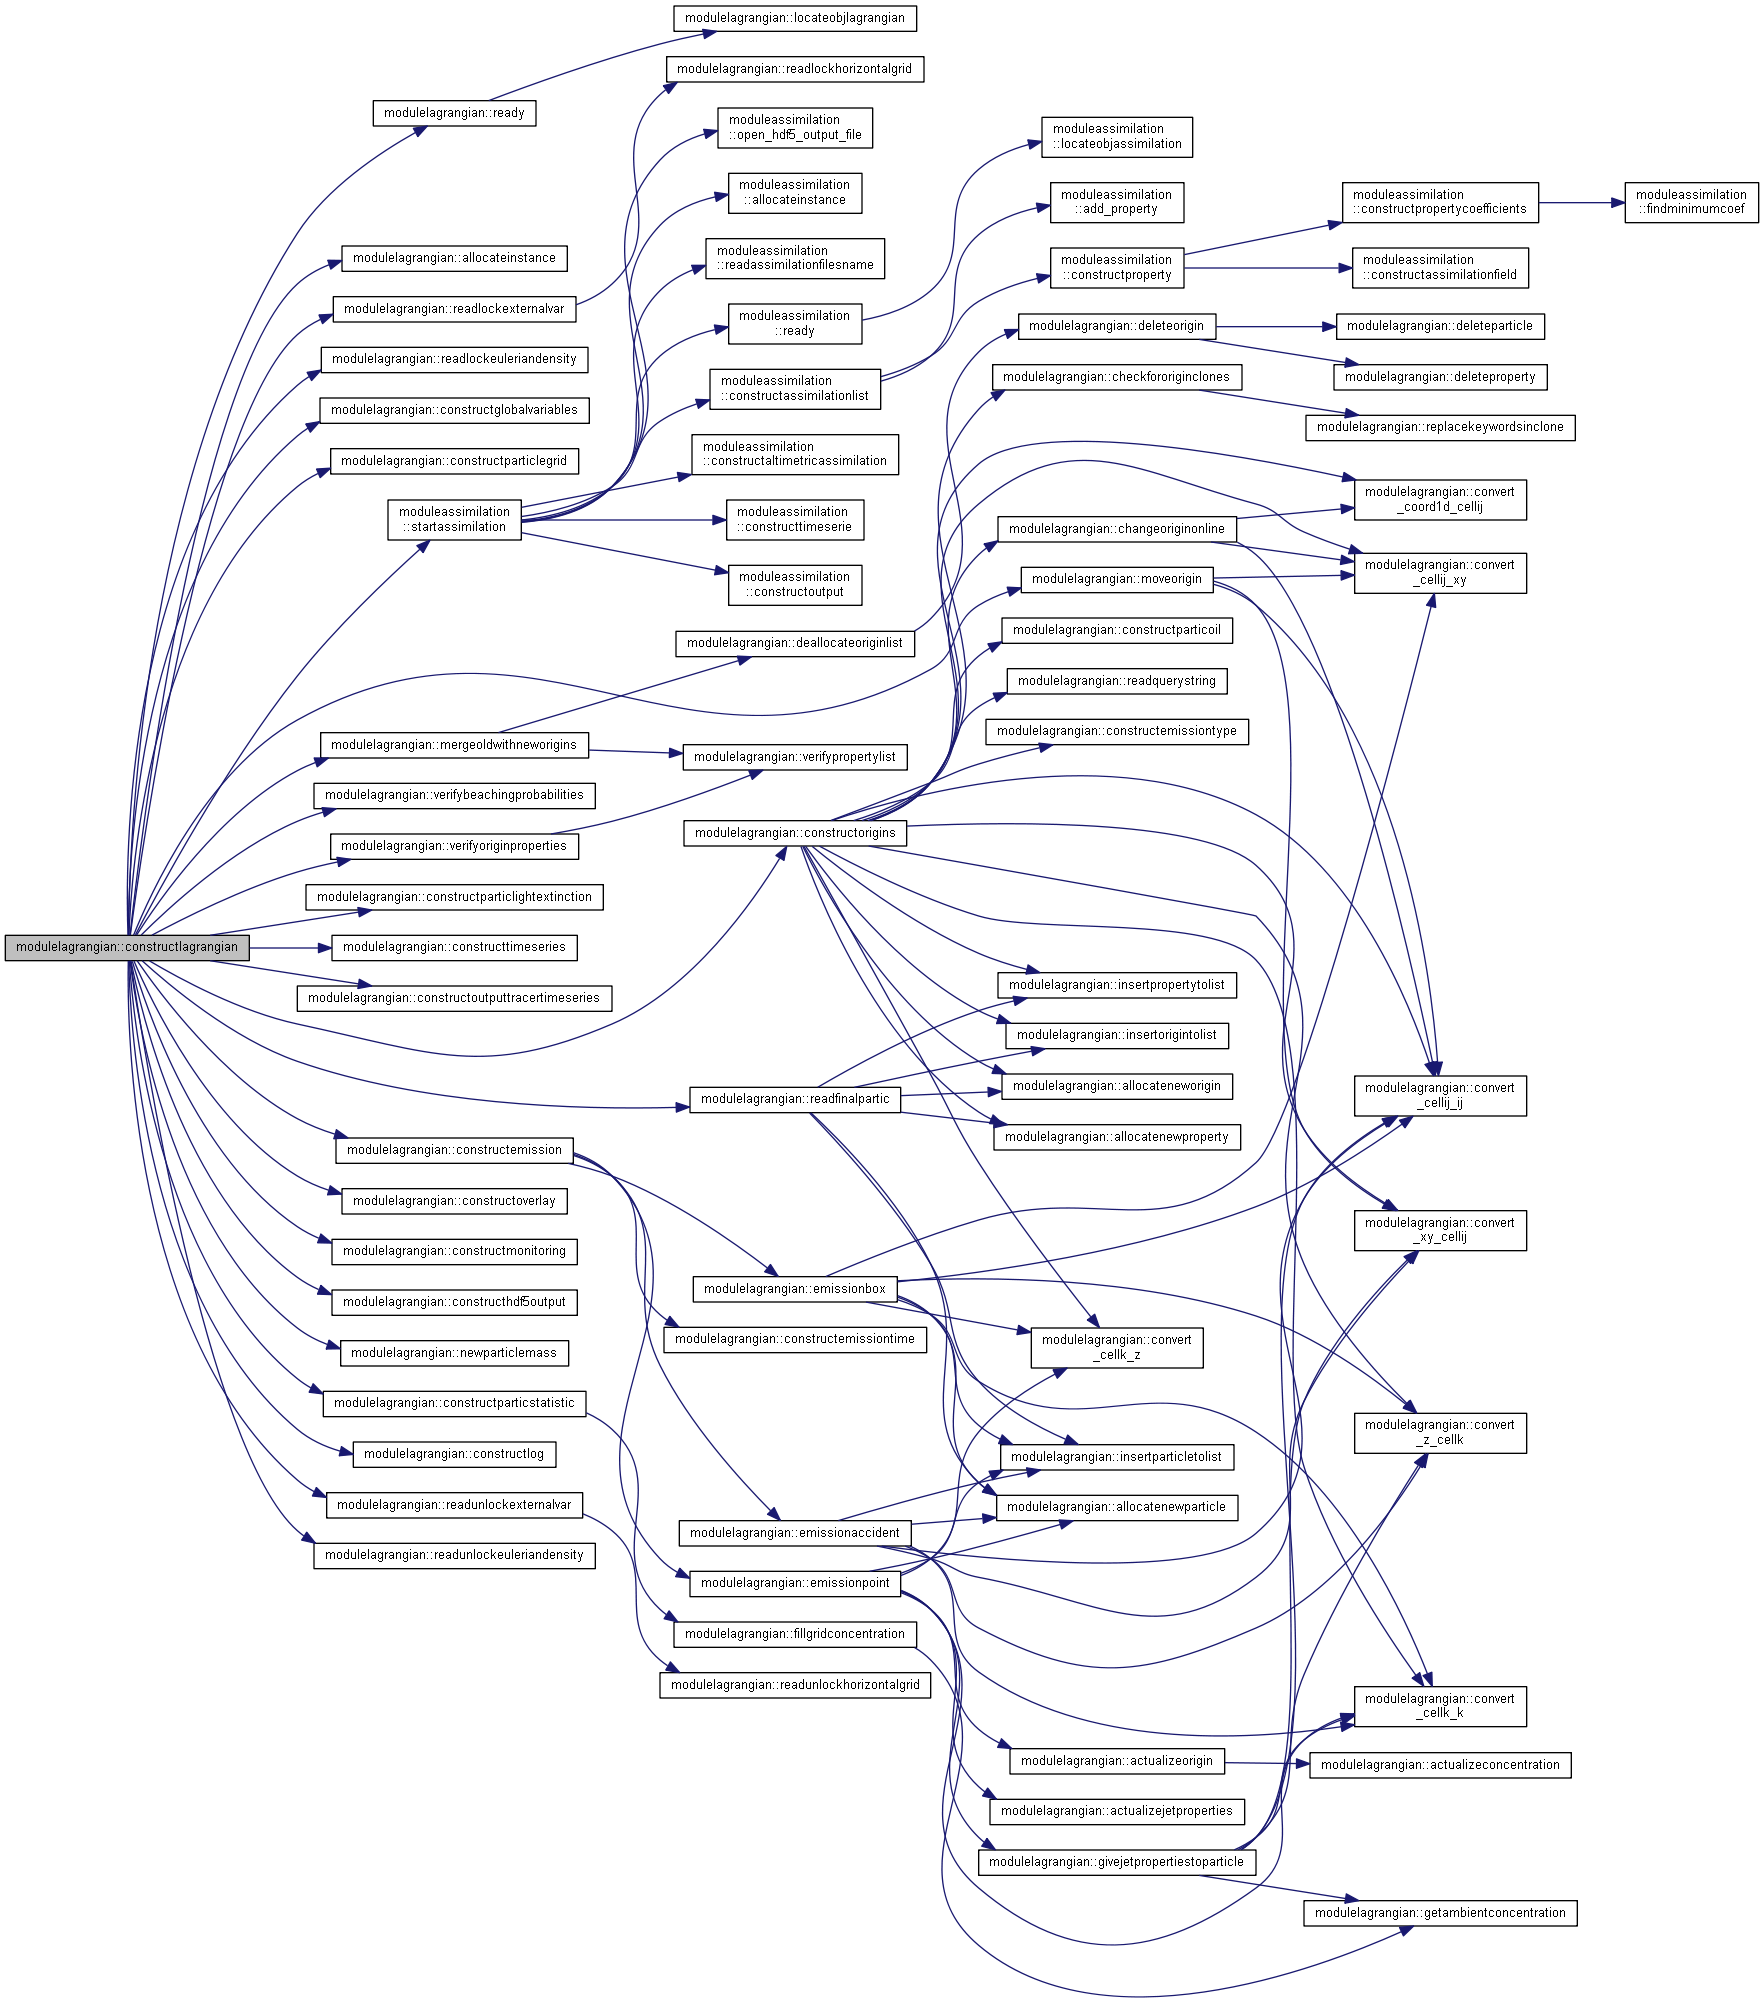 modulelagrangian::locateobjlagrangian
modulelagrangian::readlockhorizontalgrid
modulelagrangian::ready
moduleassimilation
::open_hdf5_output_file
moduleassimilation
::locateobjassimilation
moduleassimilation
::allocateinstance
moduleassimilation
::add_property
moduleassimilation
::constructpropertycoefficients
moduleassimilation
::findminimumcoef
modulelagrangian::allocateinstance
moduleassimilation
::readassimilationfilesname
moduleassimilation
::constructproperty
moduleassimilation
::constructassimilationfield
modulelagrangian::readlockexternalvar
moduleassimilation
::ready
modulelagrangian::deleteorigin
modulelagrangian::deleteparticle
modulelagrangian::readlockeuleriandensity
moduleassimilation
::constructassimilationlist
modulelagrangian::checkfororiginclones
modulelagrangian::deleteproperty
modulelagrangian::constructglobalvariables
modulelagrangian::replacekeywordsinclone
modulelagrangian::constructparticlegrid
moduleassimilation
::constructaltimetricassimilation
modulelagrangian::convert
_coord1d_cellij
moduleassimilation
::startassimilation
moduleassimilation
::constructtimeserie
modulelagrangian::changeoriginonline
modulelagrangian::convert
_cellij_xy
moduleassimilation
::constructoutput
modulelagrangian::moveorigin
modulelagrangian::deallocateoriginlist
modulelagrangian::constructparticoil
modulelagrangian::readquerystring
modulelagrangian::mergeoldwithneworigins
modulelagrangian::verifypropertylist
modulelagrangian::constructemissiontype
modulelagrangian::verifybeachingprobabilities
modulelagrangian::verifyoriginproperties
modulelagrangian::constructorigins
modulelagrangian::constructparticlightextinction
modulelagrangian::constructlagrangian
modulelagrangian::constructtimeseries
modulelagrangian::constructoutputtracertimeseries
modulelagrangian::insertpropertytolist
modulelagrangian::insertorigintolist
modulelagrangian::readfinalpartic
modulelagrangian::allocateneworigin
modulelagrangian::convert
_cellij_ij
modulelagrangian::allocatenewproperty
modulelagrangian::constructemission
modulelagrangian::constructoverlay
modulelagrangian::convert
_xy_cellij
modulelagrangian::constructmonitoring
modulelagrangian::emissionbox
modulelagrangian::constructhdf5output
modulelagrangian::constructemissiontime
modulelagrangian::convert
_cellk_z
modulelagrangian::newparticlemass
modulelagrangian::constructparticstatistic
modulelagrangian::convert
_z_cellk
modulelagrangian::constructlog
modulelagrangian::insertparticletolist
modulelagrangian::readunlockexternalvar
modulelagrangian::allocatenewparticle
modulelagrangian::emissionaccident
modulelagrangian::readunlockeuleriandensity
modulelagrangian::emissionpoint
modulelagrangian::fillgridconcentration
modulelagrangian::readunlockhorizontalgrid
modulelagrangian::convert
_cellk_k
modulelagrangian::actualizeorigin
modulelagrangian::actualizeconcentration
modulelagrangian::actualizejetproperties
modulelagrangian::givejetpropertiestoparticle
modulelagrangian::getambientconcentration